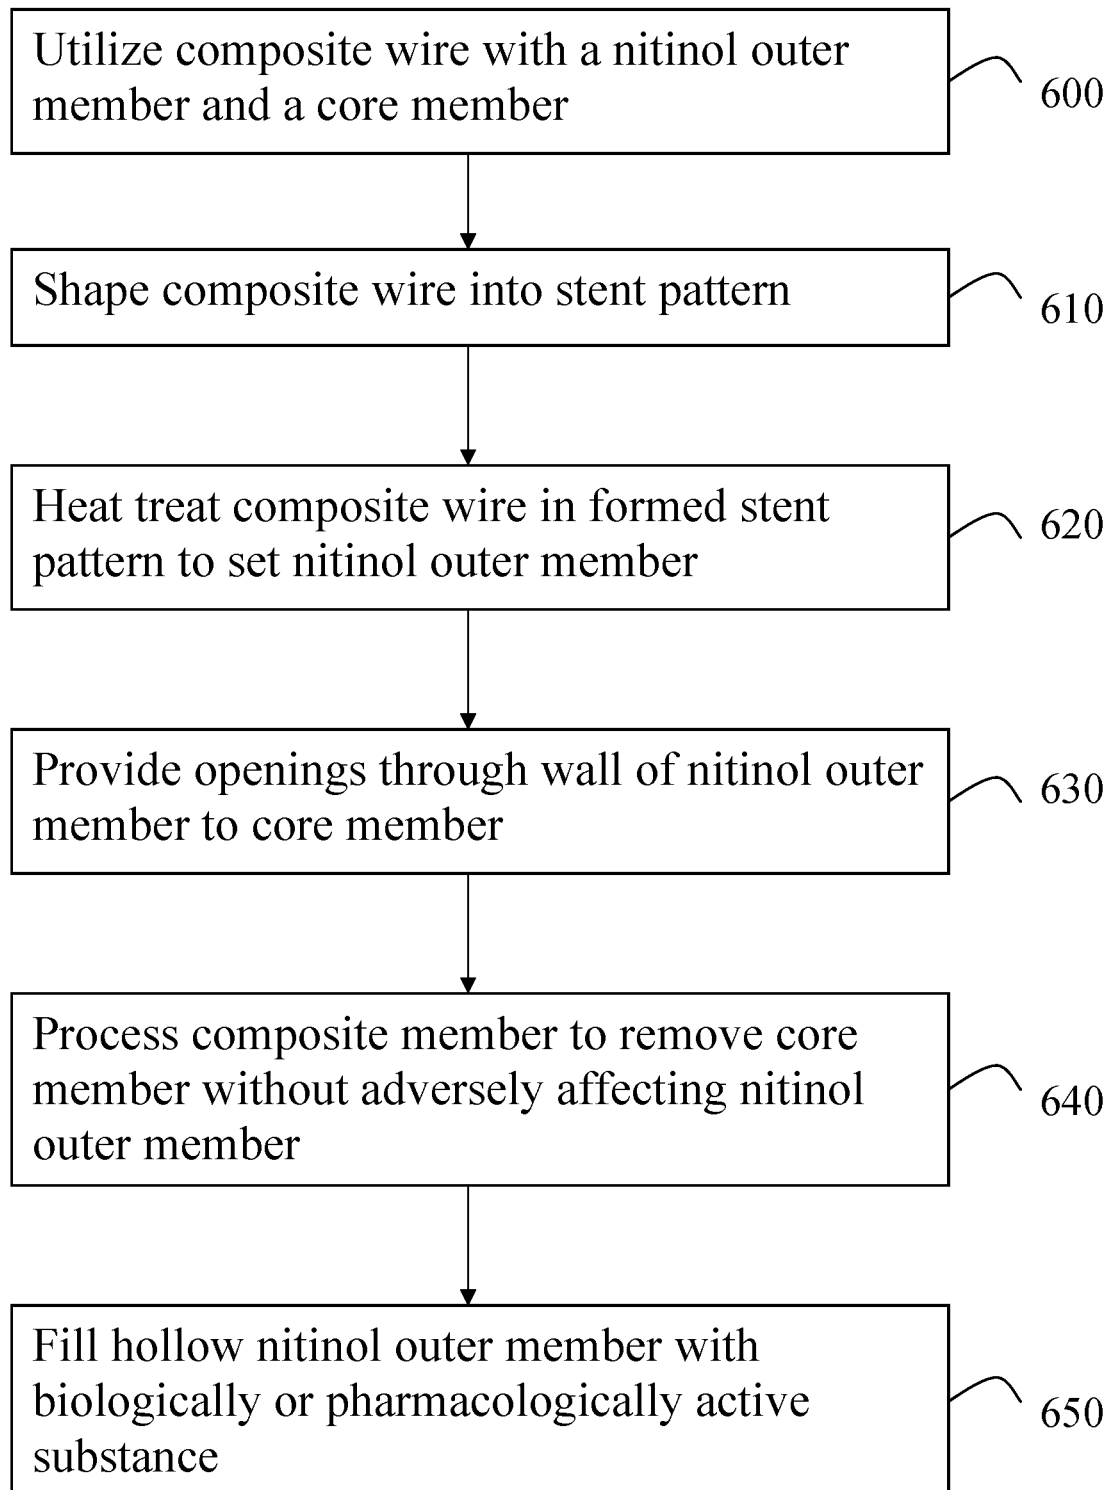 Utilize composite wire with a nitinol outer
member and a core member
600
Shape composite wire into stent pattern
610
Heat treat composite wire in formed stent
pattern to set nitinol outer member
620
Provide openings through wall of nitinol outer
member to core member
630
Process composite member to remove core
member without adversely affecting nitinol
outer member
640
Fill hollow nitinol outer member with
biologically or pharmacologically active
substance
650